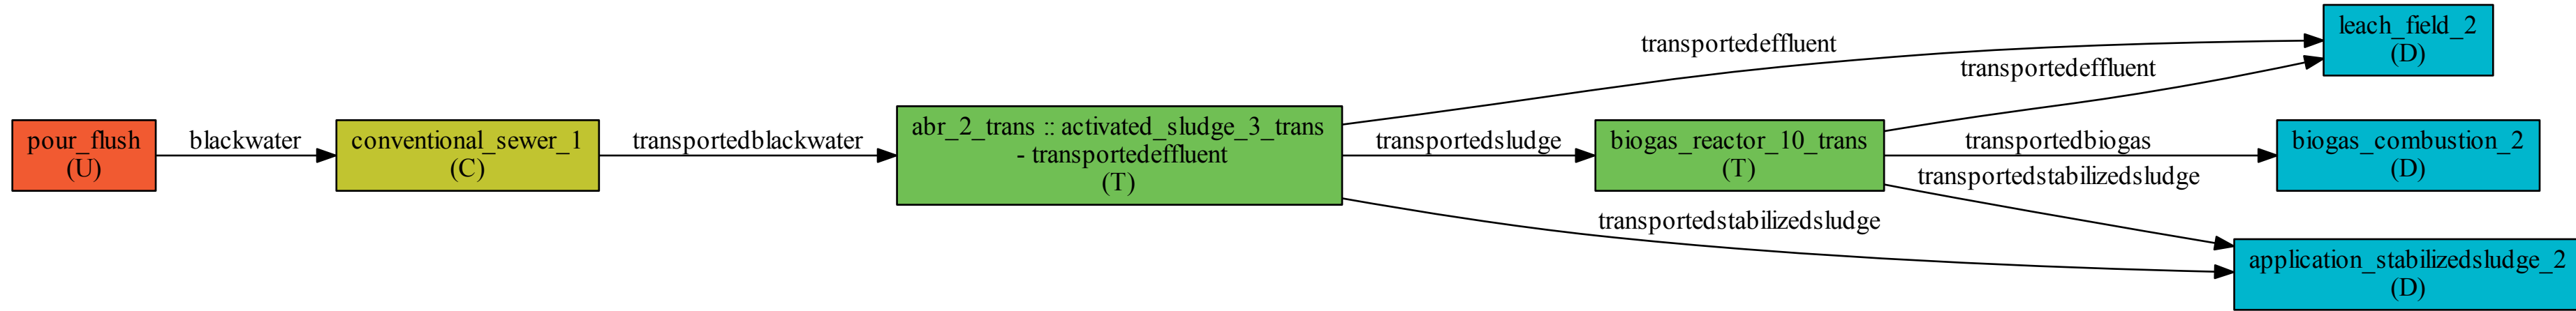 pour_flush
(U)
blackwater
conventional_sewer_1
(C)
transportedblackwater
abr_2_trans :: activated_sludge_3_trans
- transportedeffluent
(T)
transportedeffluent
transportedsludge
transportedstabilizedsludge
biogas_reactor_10_trans
(T)
transportedeffluent
transportedbiogas
transportedstabilizedsludge
leach_field_2
(D)
biogas_combustion_2
(D)
application_stabilizedsludge_2
(D)